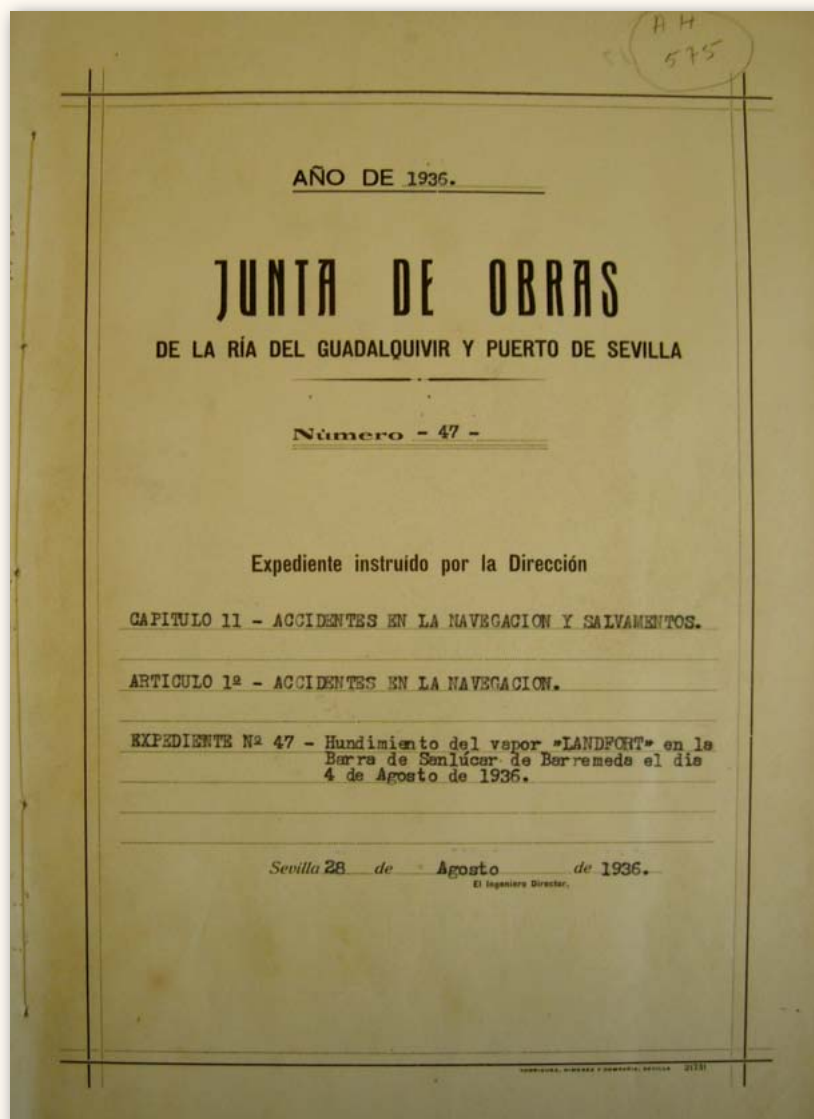 AH
575
AÑO DE 1936.
JUNTA DE OBRAS
DE LA RÍA DEL GUADALQUIVIR Y PUERTO DE SEVILLA
Número - 47 -
Expediente instruído por la Dirección
CAPITULO 11 - ACCIDENTES EN LA NAVEGACION Y SALVAMENTOS.
ARTICULO 1º - ACCIDENTES EN LA NAVEGACION.
EXPEDIENTE Nº 47 - Hundimiento del vapor "LANDFORT" en la
Barra de Sanlúcar de Barremeda el dia
4 de Agosto de 1936.
Sevilla 28 de Agosto de 1936.
El Ingeniero Director,
SEVILLA